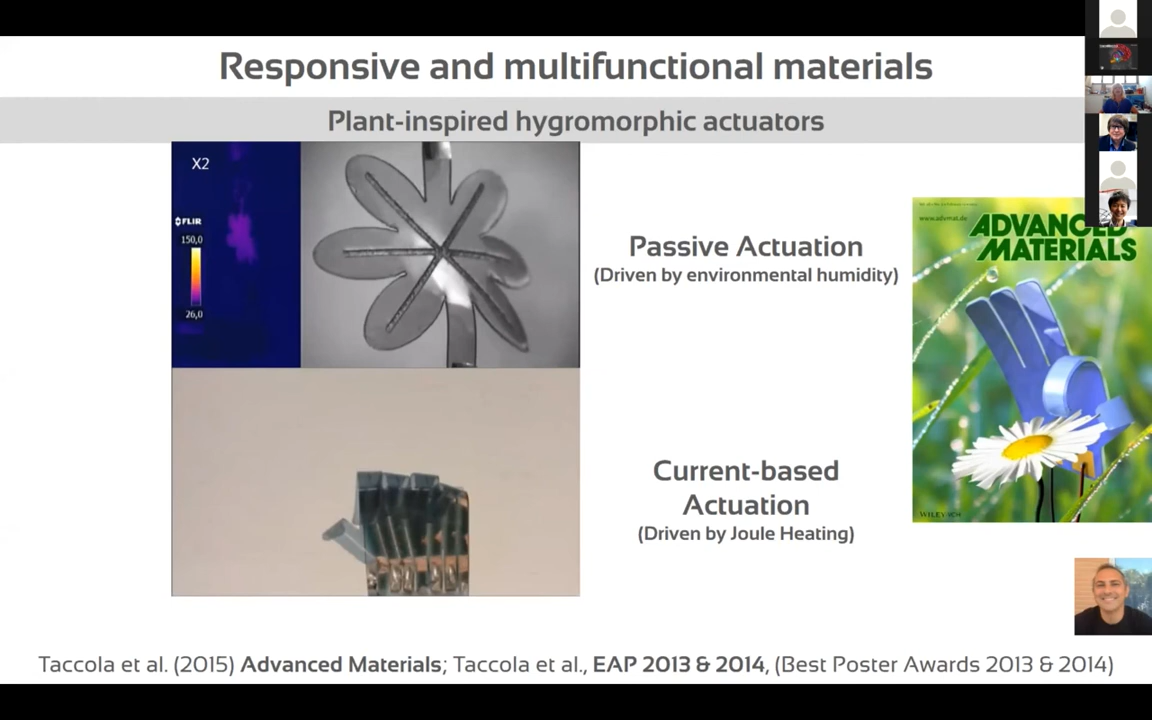 Responsive and multifunctional materials
Plant-inspired hygromorphic actuators
X2
FLIR
150,0
26,0
Passive Actuation
(Driven by environmental humidity)
Current-based
Actuation
(Driven by Joule Heating)
www.advmat.de
ADVANCED
MATERIALS
WILEY-VCH
Taccola et al. (2015) Advanced Materials; Taccola et al., EAP 2013 & 2014, (Best Poster Awards 2013 & 2014)